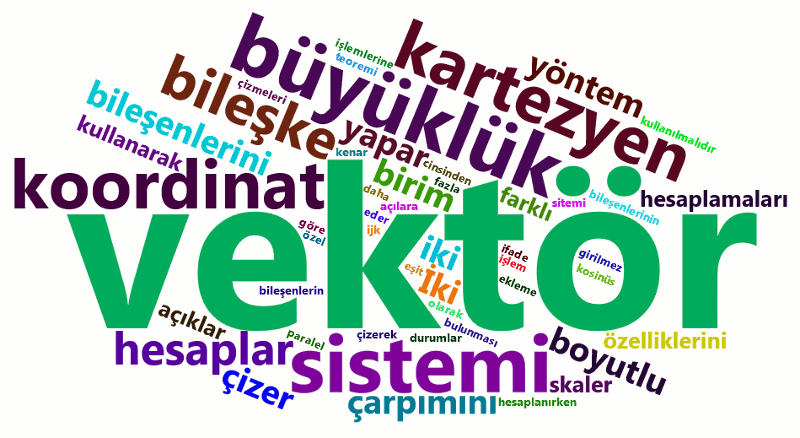 işlemlerine
teoremi
büyüklük
kartezyen
yöntem
çizmeleri
bileşke
bileşenlerini
kullanılmalıdır
kullanarak
yapar
kenar
cinsinden
koordinat
birim
fazla
daha
açılara
farklı
sitemi
bileşenlerinin
hesaplamaları
vektör
eder
göre
özel
ijk
iki
İki
eşit
ifade
işlem
girilmez
kosinüs
ekleme
bileşenlerin
olarak
açıklar
bulunması
paralel
çizerek
durumlar
hesaplar
sistemi
boyutlu
özelliklerini
çizer
skaler
çarpımını
hesaplanırken